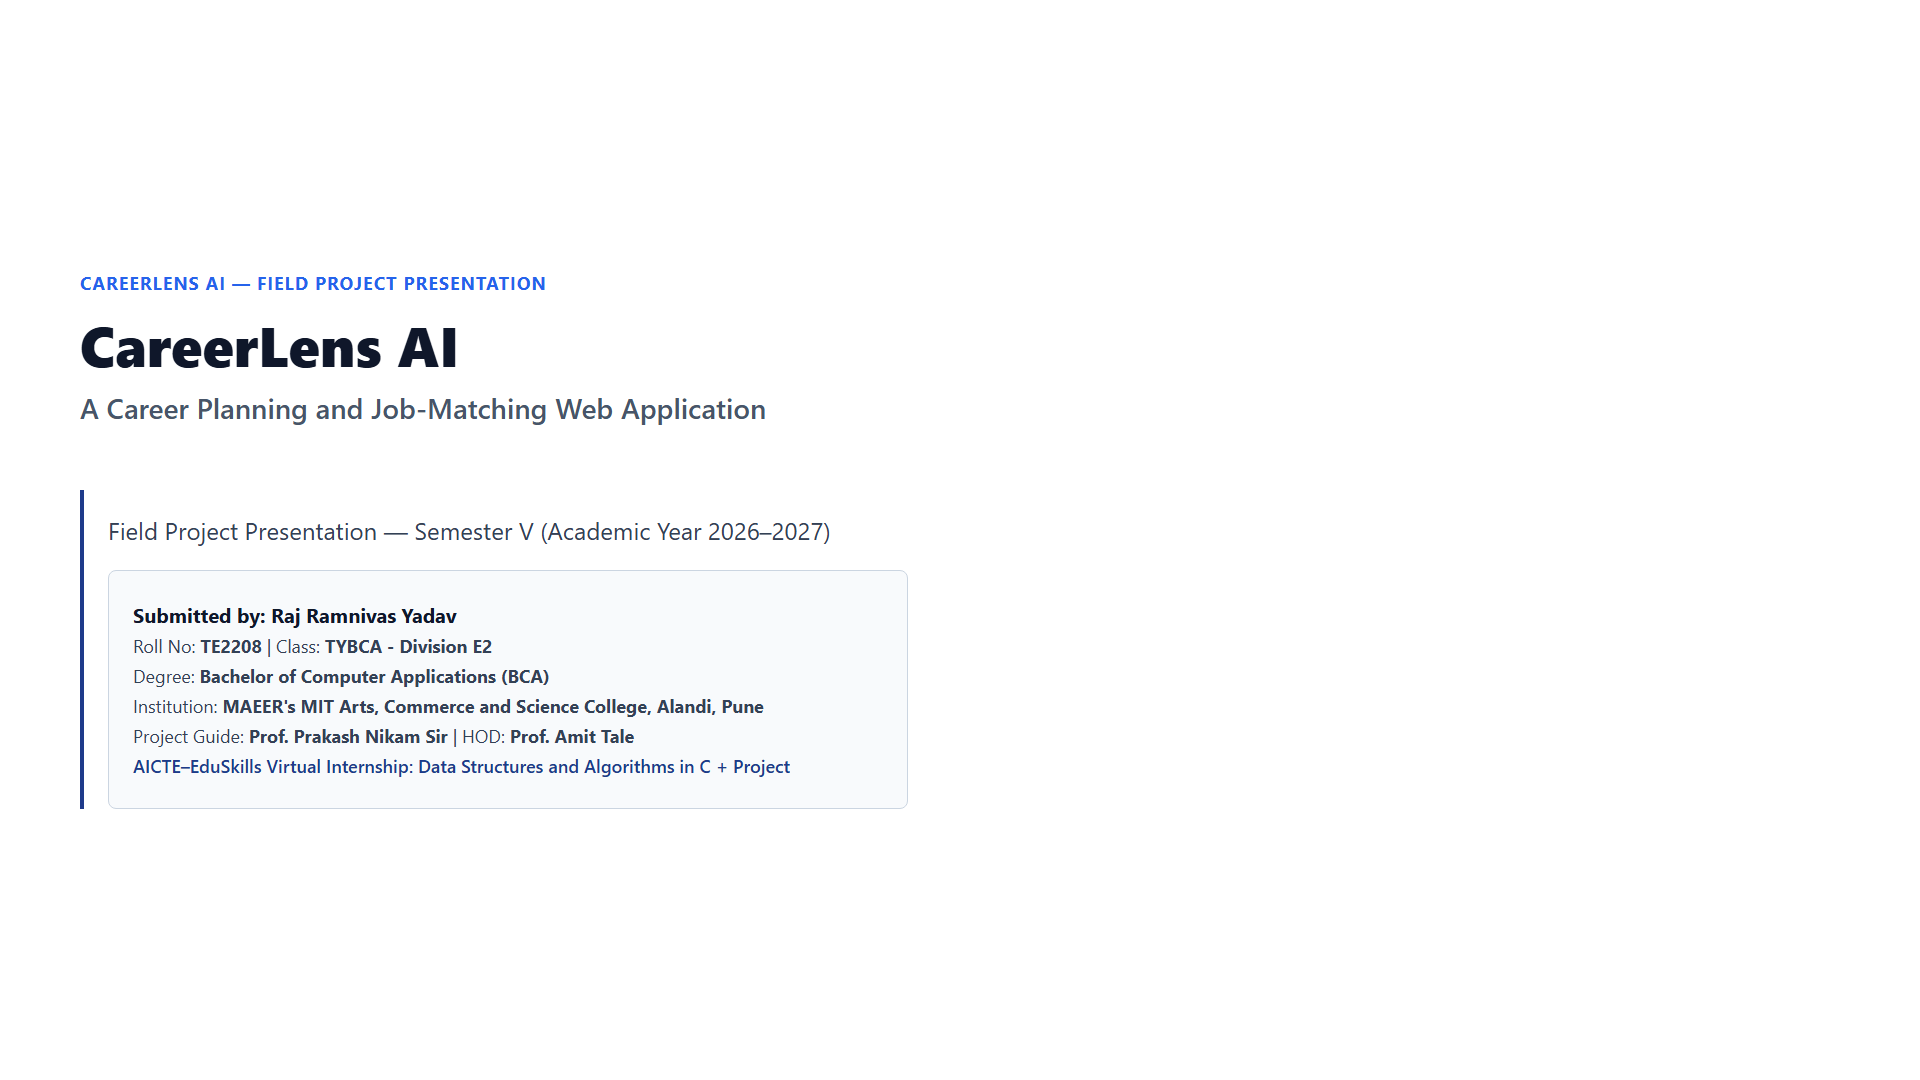 CAREERLENS AI — FIELD PROJECT PRESENTATION
CareerLens AI
A Career Planning and Job-Matching Web Application
Field Project Presentation — Semester V (Academic Year 2026–2027)
Submitted by: Raj Ramnivas Yadav
Roll No: TE2208 | Class: TYBCA - Division E2
Degree: Bachelor of Computer Applications (BCA)
Institution: MAEER's MIT Arts, Commerce and Science College, Alandi, Pune
Project Guide: Prof. Prakash Nikam Sir | HOD: Prof. Amit Tale
AICTE–EduSkills Virtual Internship: Data Structures and Algorithms in C + Project